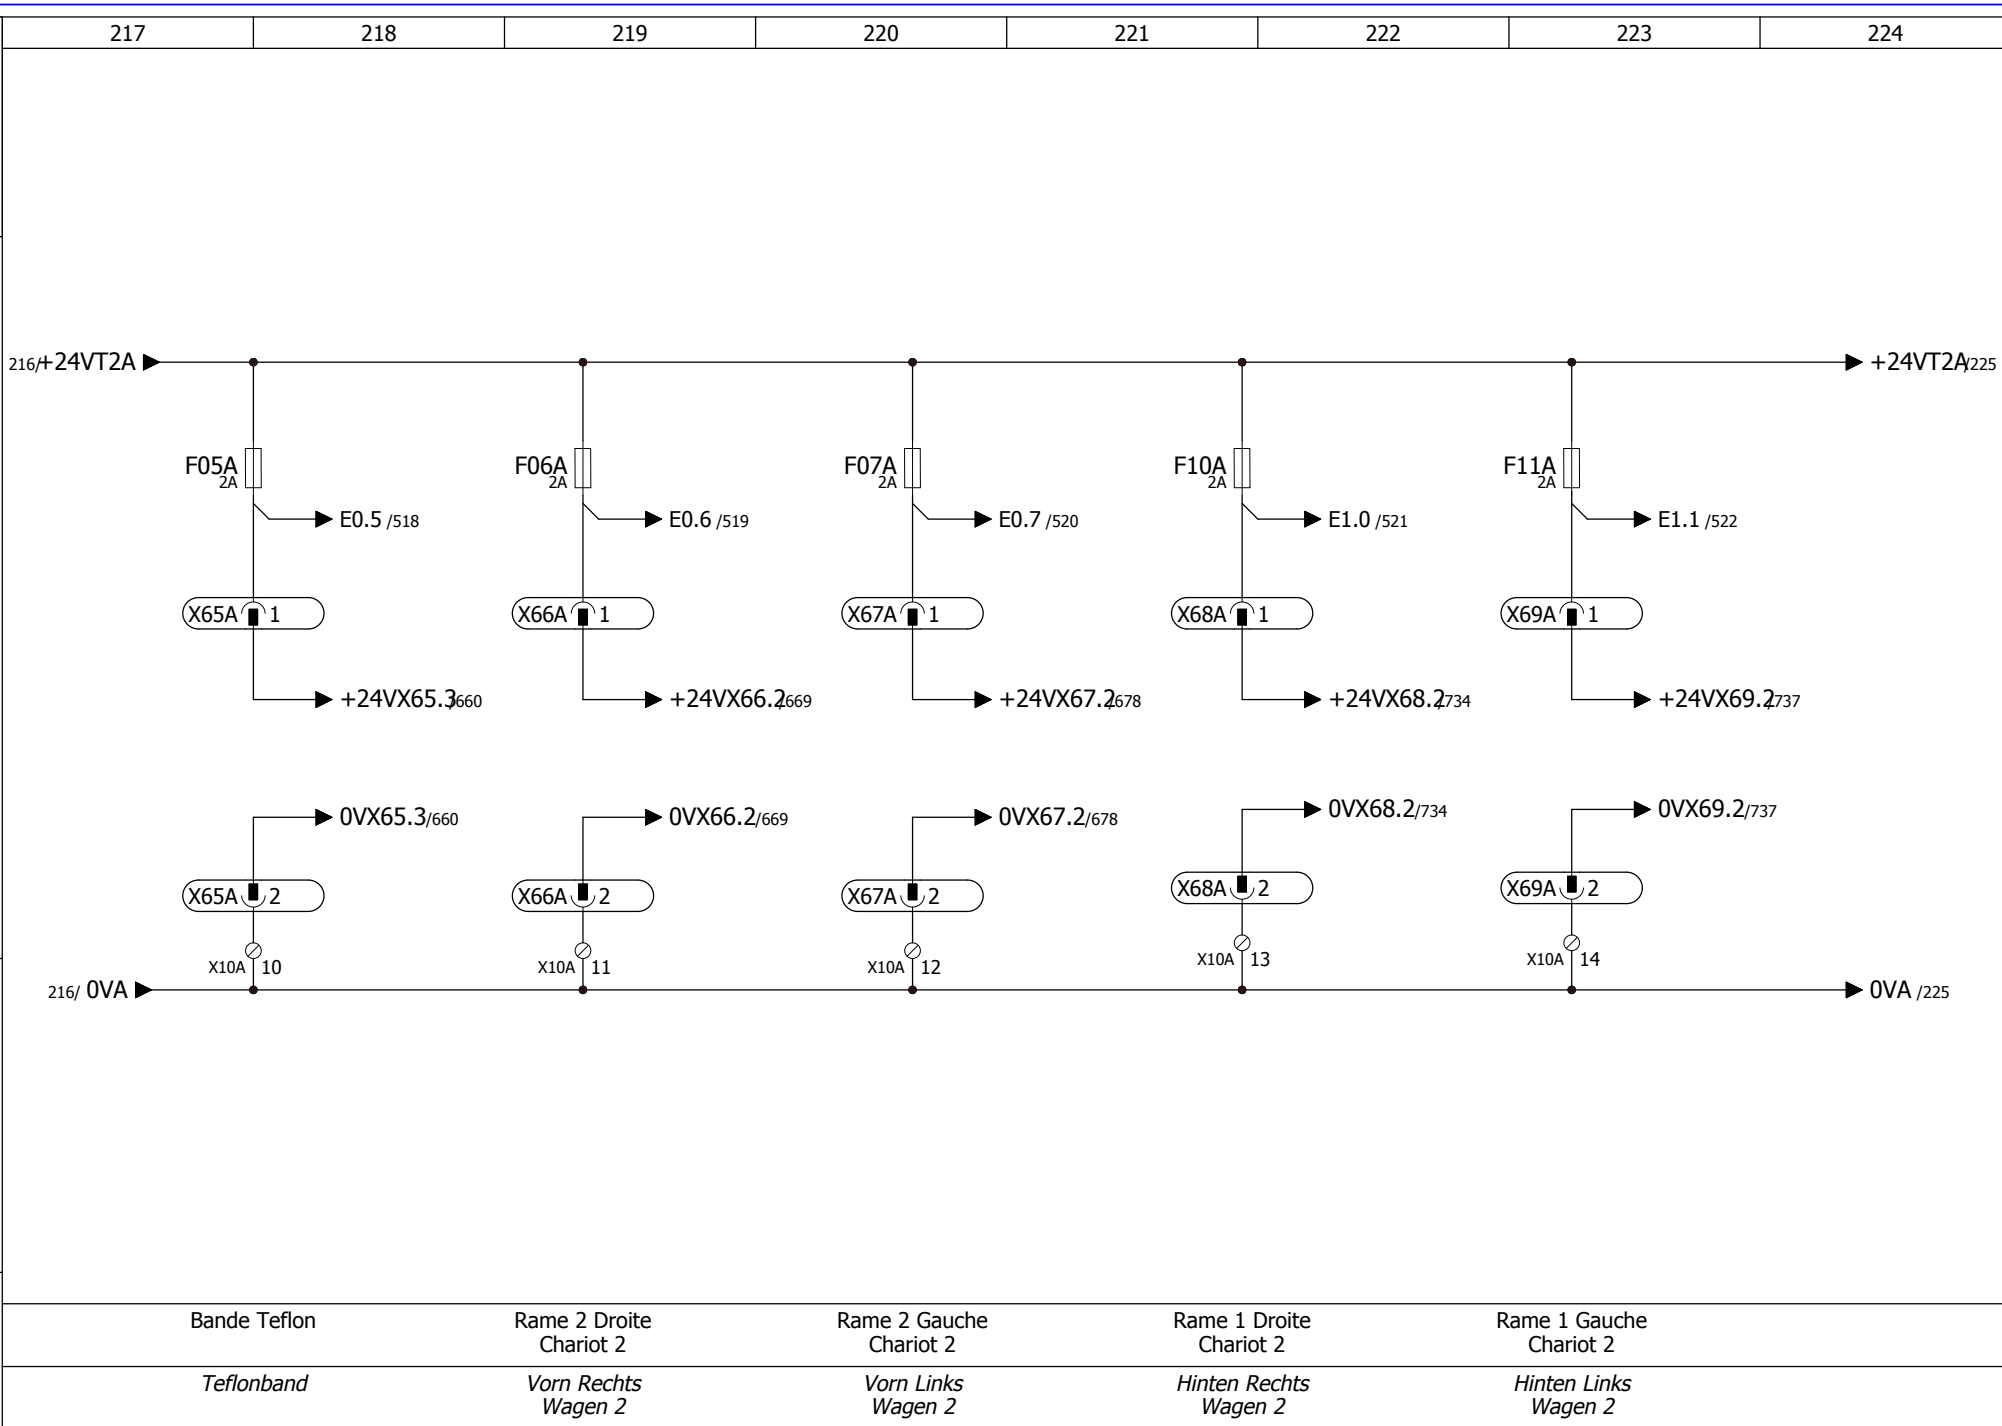 217 218 219 220 221 222 223 224
216/+24VT2A +24VT2A/225
F05A F06A F07A F10A F11A
2A 2A 2A 2A 2A
E0.5 /518 E0.6 /519 E0.7 /520 E1.0 /521 E1.1 /522
X65A 1 X66A 1 X67A 1 X68A 1 X69A 1
+24VX65.3/660 +24VX66.2/669 +24VX67.2/678 +24VX68.2/734 +24VX69.2/737
0VX65.3/660 0VX66.2/669 0VX67.2/678 0VX68.2/734 0VX69.2/737
X65A 2 X66A 2 X67A 2 X68A 2 X69A 2
X10A 10 X10A 11 X10A 12 X10A 13 X10A 14
216/ 0VA 0VA /225
Bande Teflon Rame 2 Droite Rame 2 Gauche Rame 1 Droite Rame 1 Gauche
Chariot 2 Chariot 2 Chariot 2 Chariot 2
Teflonband Vorn Rechts Vorn Links Hinten Rechts Hinten Links
Wagen 2 Wagen 2 Wagen 2 Wagen 2